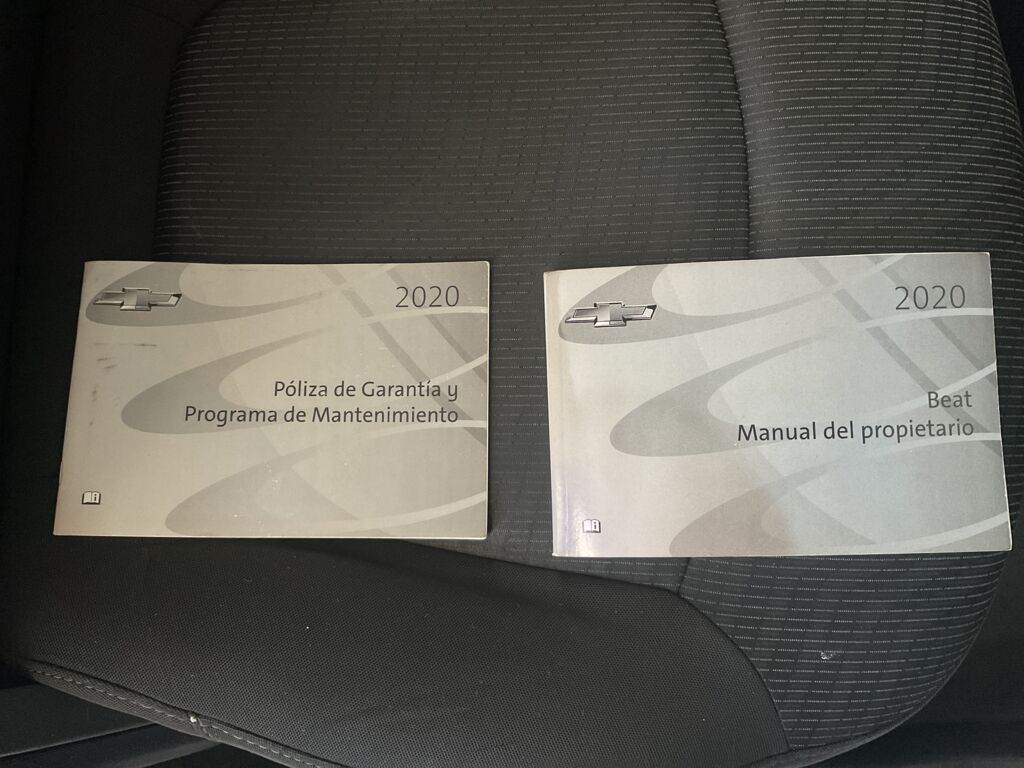 2020
Póliza de Garantía y
Programa de Mantenimiento
2020
Beat
Manual del propietario